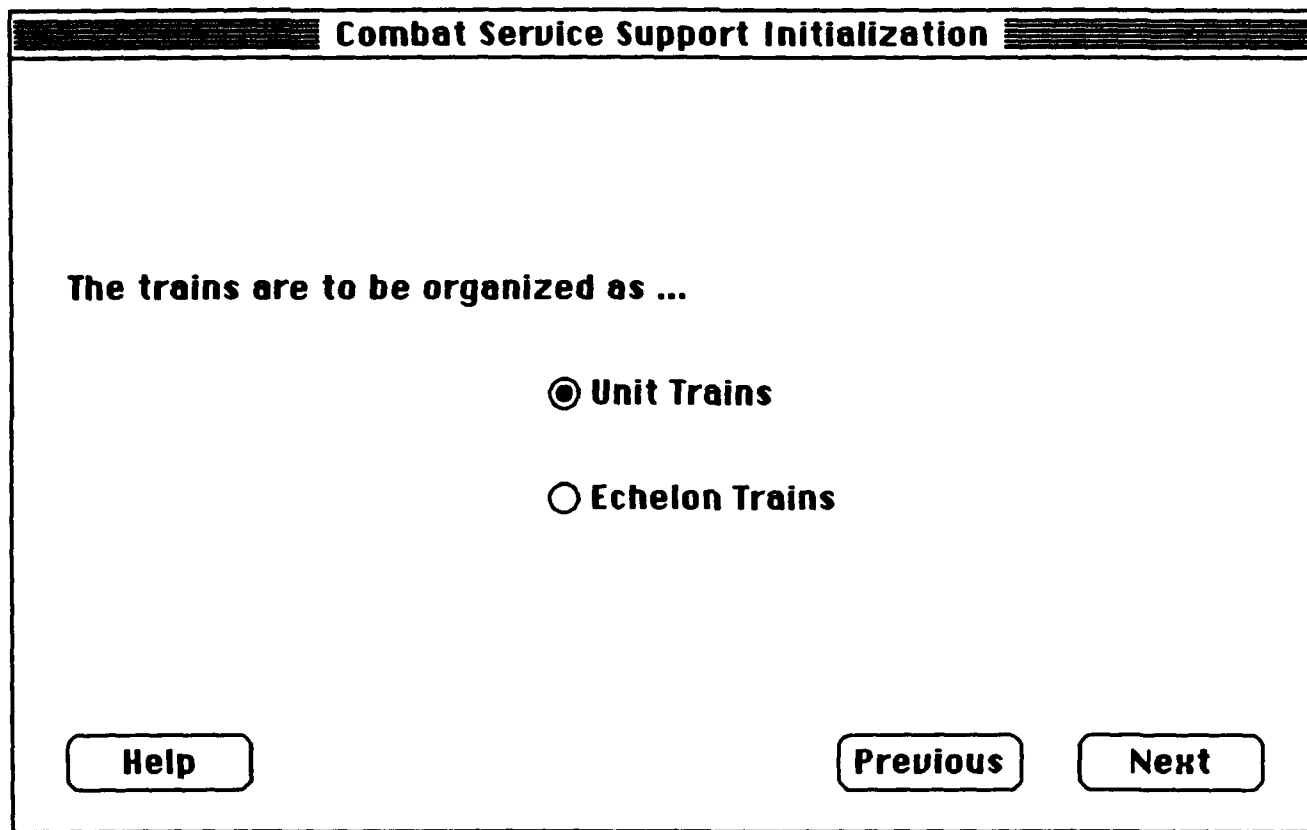 Combat Service Support Initialization
The trains are to be organized as ...
Unit Trains
Echelon Trains
Help
Previous
Next